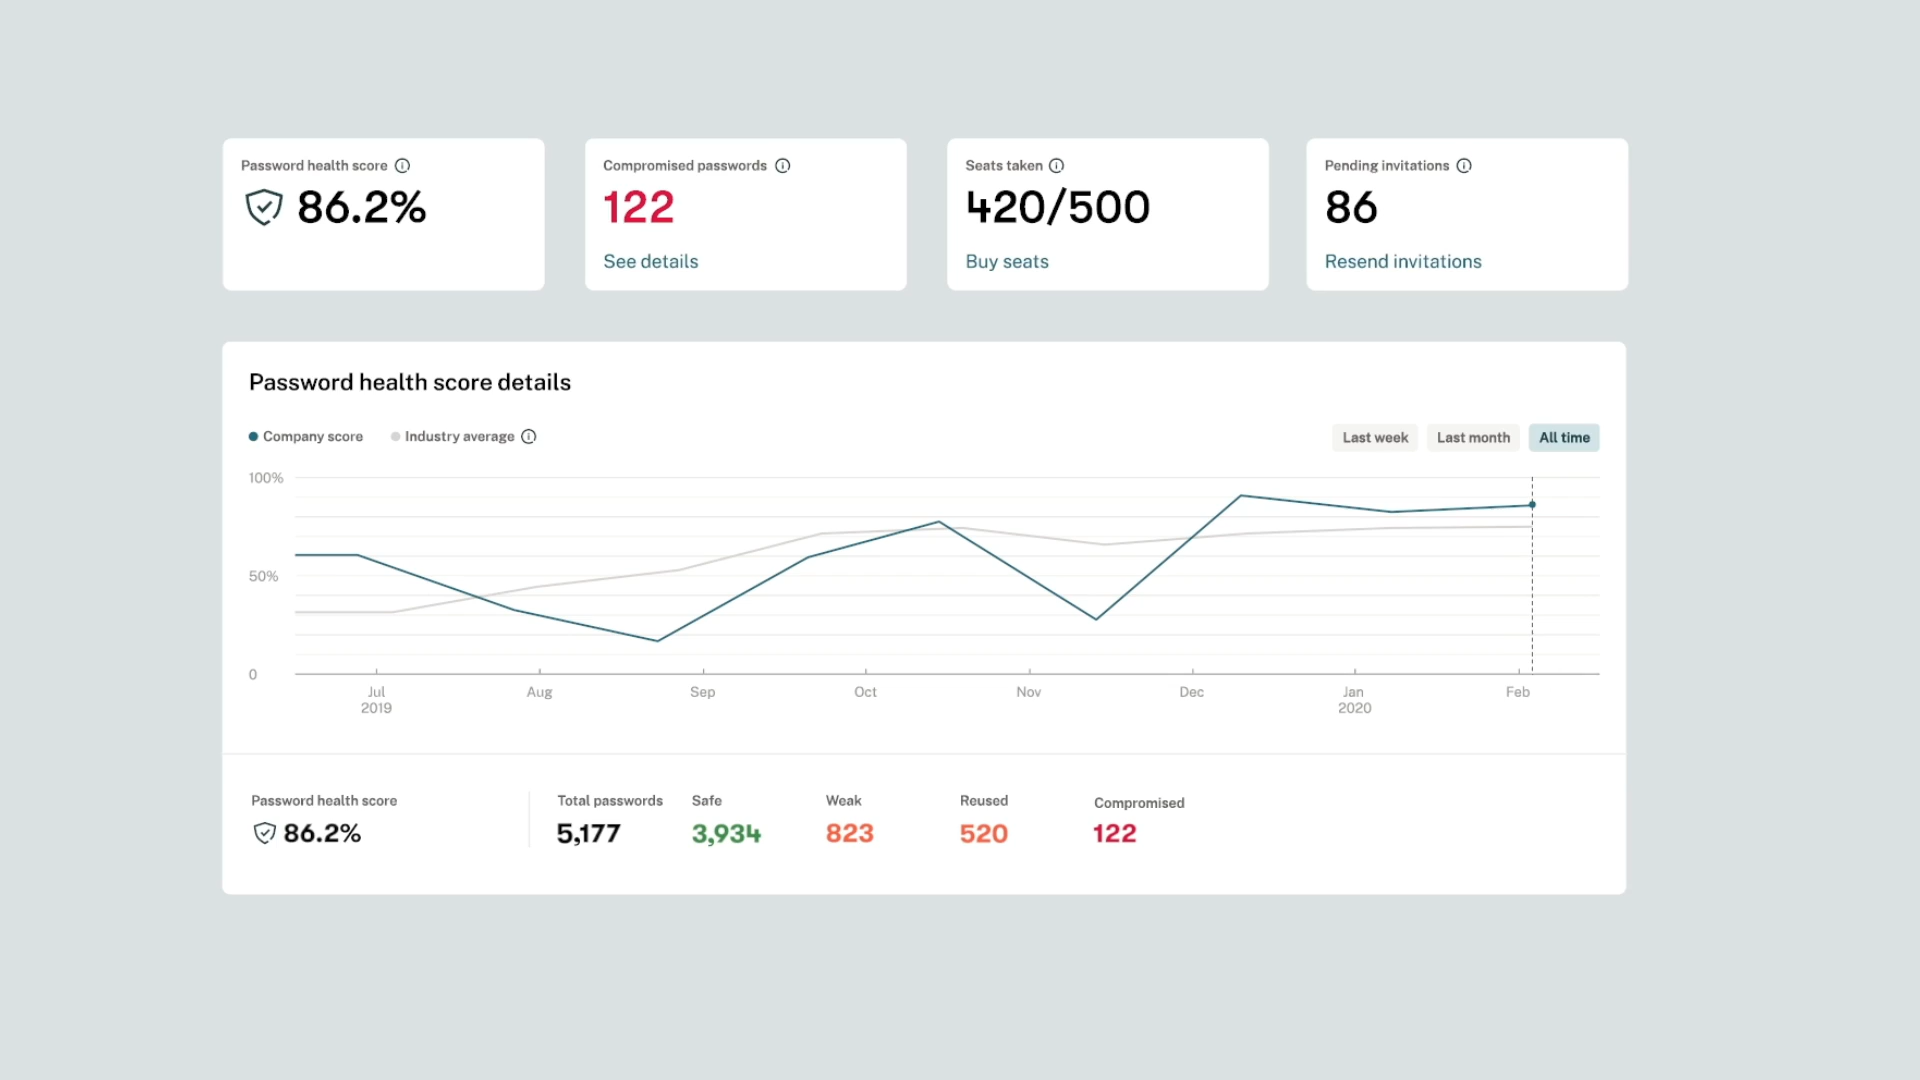 Password health score
86.2%
Compromised passwords
122
See details
Seats taken
420/500
Buy seats
Pending invitations
86
Resend invitations
Password health score details
Company score
Industry average
Last week
Last month
All time
100%
50%
0
Jul
2019
Aug
Sep
Oct
Nov
Dec
Jan
2020
Feb
Password health score
86.2%
Total passwords
5,177
Safe
3,934
Weak
823
Reused
520
Compromised
122